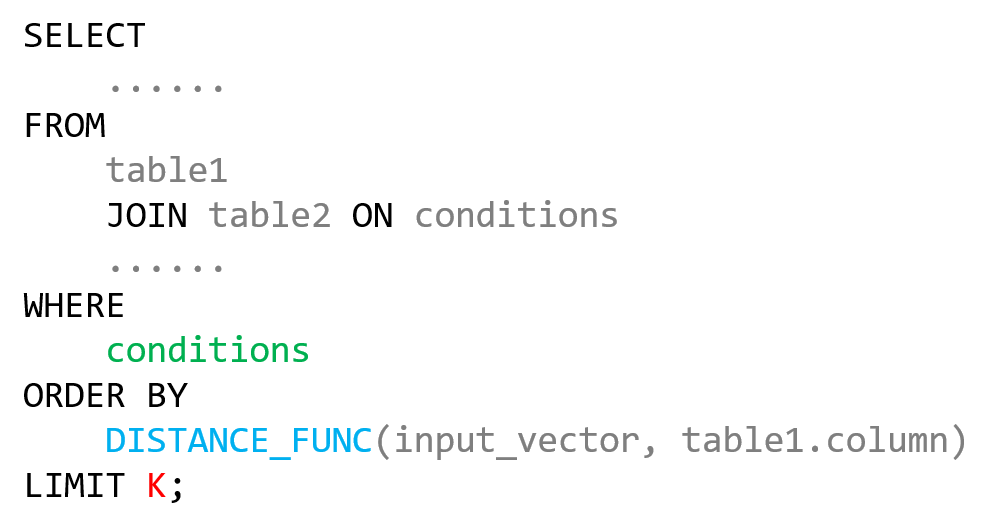 SELECT
......
FROM
table1
JOIN table2 ON conditions
......
WHERE
conditions
ORDER BY
DISTANCE_FUNC(input_vector, table1.column)
LIMIT K;